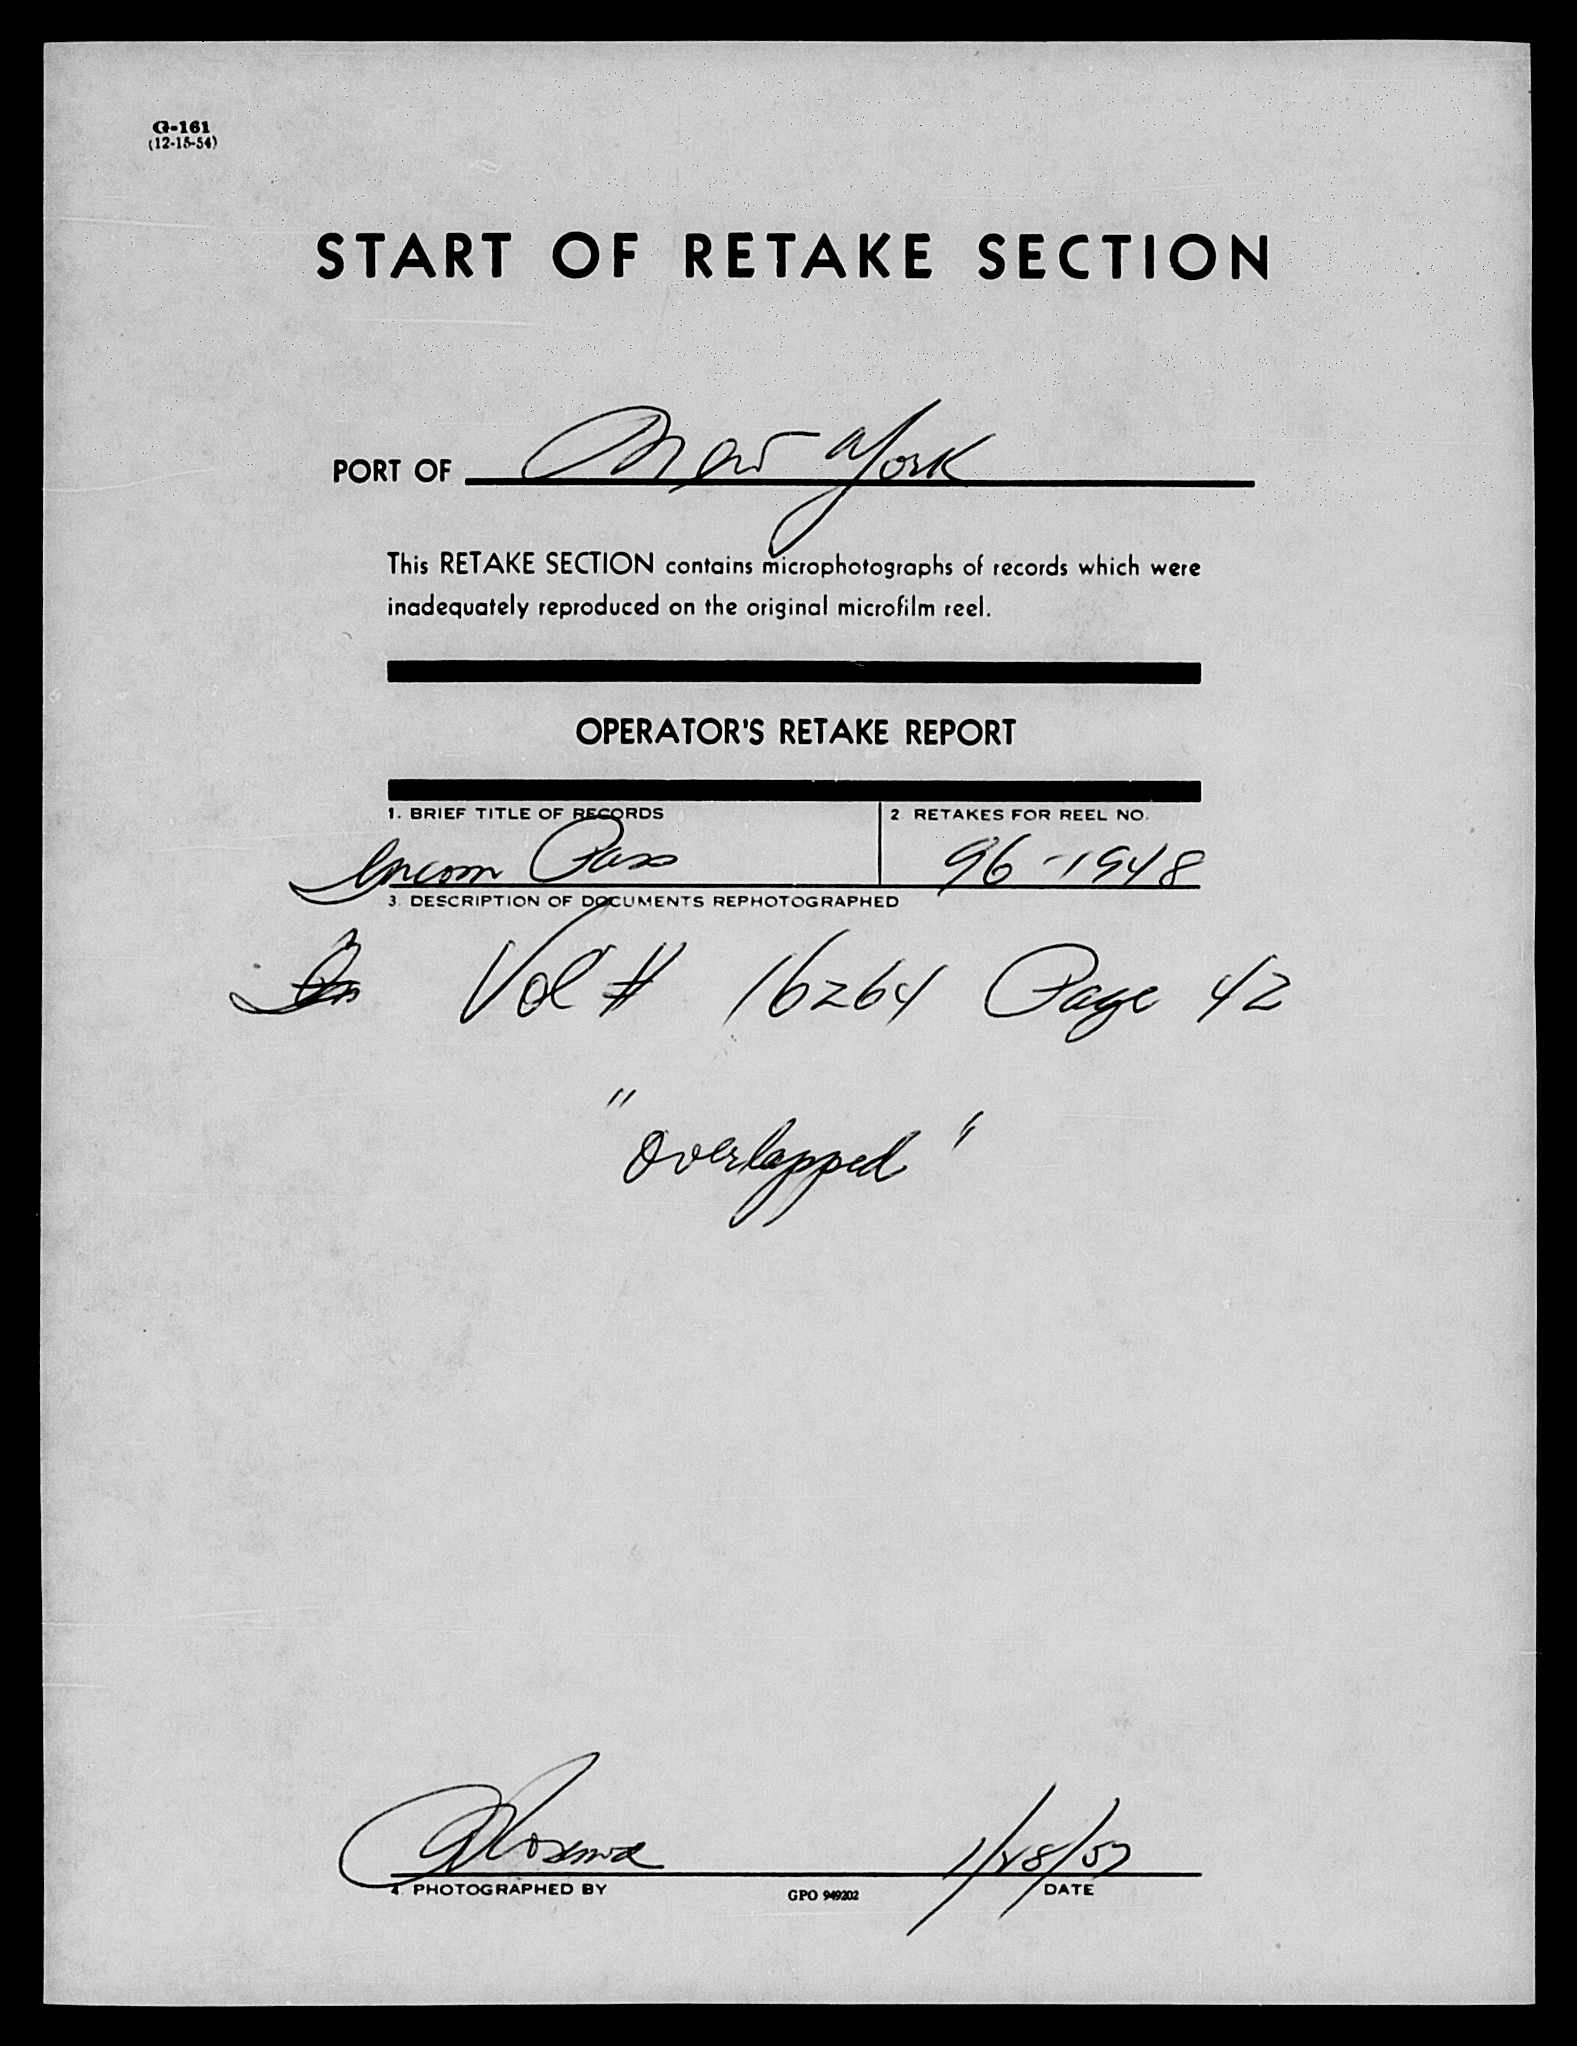 G-161
(12-15-54)
START OF RETAKE SECTION
PORT OF New York
This RETAKE SECTION contains microphotographs of records which were
inadequately reproduced on the original microfilm reel.
OPERATOR'S RETAKE REPORT
1. BRIEF TITLE OF RECORDS 2. RETAKES FOR REEL NO.
Incom Pass 96-1948
3. DESCRIPTION OF DOCUMENTS REPHOTOGRAPHED
Vol # 16264 Page 42
"Overlapped"
1/28/57
4. PHOTOGRAPHED BY GPO 949202 DATE